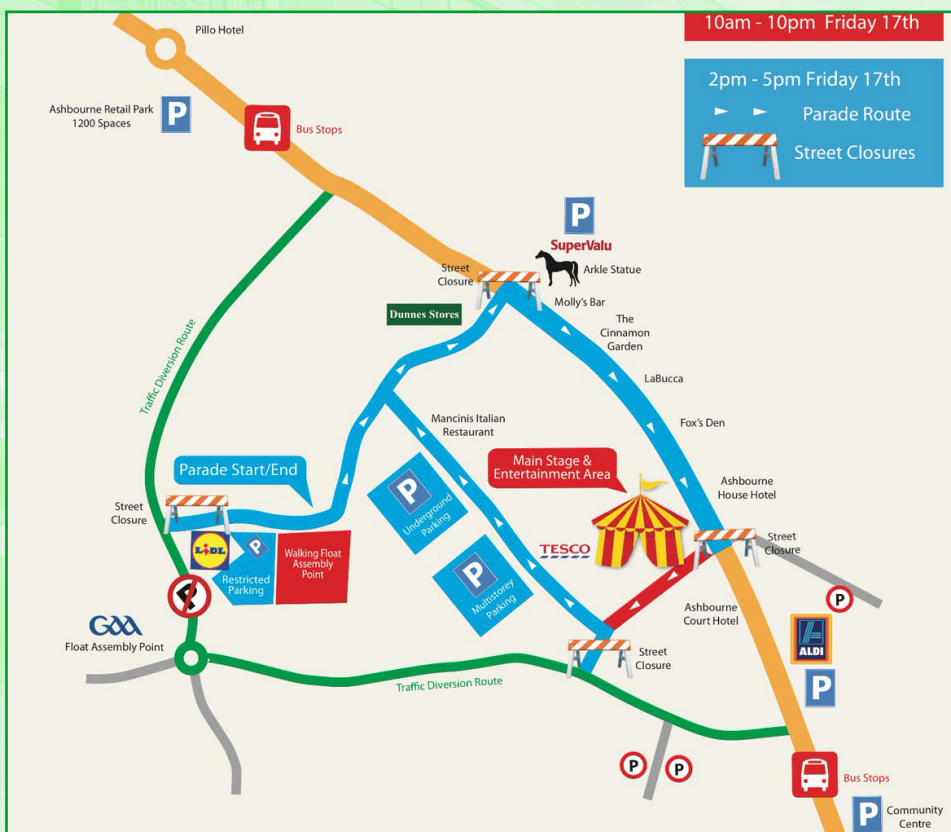 10am - 10pm Friday 17th
2pm - 5pm Friday 17th
Parade Route
Street Closures
Pillo Hotel
Ashbourne Retail Park
1200 Spaces
P
Bus Stops
P
SuperValu
Arkle Statue
Street
Closure
Molly's Bar
Dunnes Stores
The
Cinnamon
Garden
LaBucca
Fox's Den
Traffic Diversion Route
Mancinis Italian
Restaurant
Main Stage &
Entertainment Area
Parade Start/End
Ashbourne
House Hotel
P
Underground
Parking
Street
Closure
Street
Closure
TESCO
LiDL
P
Restricted
Parking
Walking Float
Assembly
Point
P
Multistorey
Parking
P
P
Ashbourne
Court Hotel
GAA
Float Assembly Point
ALDI
Street
Closure
Traffic Diversion Route
P
P
P
Bus Stops
P
Community
Centre